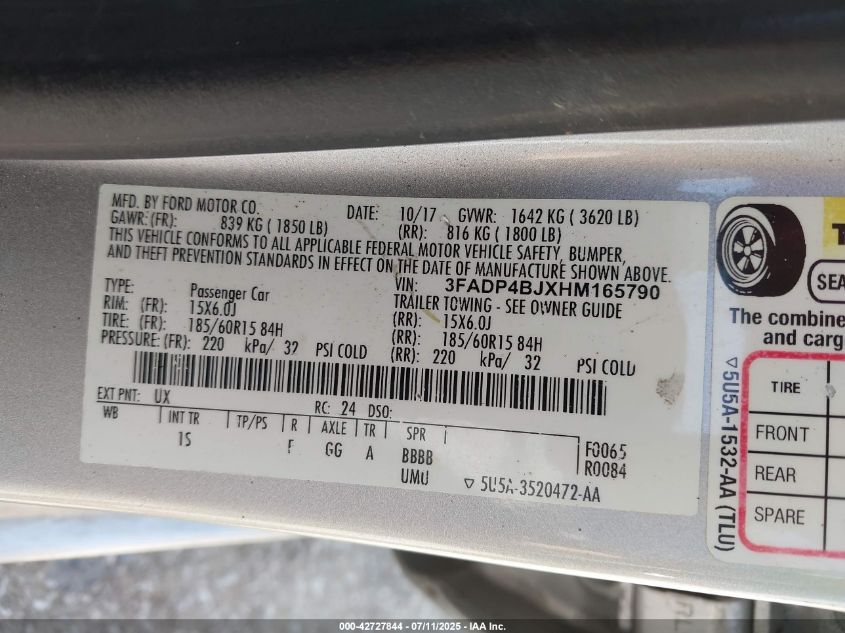 MFD. BY FORD MOTOR CO. DATE: 10/17 GVWR: 1642 KG ( 3620 LB)
GAWR: (FR): 839 KG ( 1850 LB) (RR): 816 KG ( 1800 LB)
THIS VEHICLE CONFORMS TO ALL APPLICABLE FEDERAL MOTOR VEHICLE SAFETY, BUMPER,
AND THEFT PREVENTION STANDARDS IN EFFECT ON THE DATE OF MANUFACTURE SHOWN ABOVE.
VIN: 3FADP4BJXHM165790
TYPE: Passenger Car TRAILER TOWING - SEE OWNER GUIDE
RIM: (FR): 15X6.0J (RR): 15X6.0J
TIRE: (FR): 185/60R15 84H (RR): 185/60R15 84H
PRESSURE: (FR): 220 kPa/ 32 PSI COLD (RR): 220 kPa/ 32 PSI COLD
EXT PNT: UX RC: 24 DSO:
WB INT TR TP/PS R AXLE TR SPR F0065
1S F GG A BBBB R0084
UMU ▽ 5U5A-3520472-AA
SEA
The combine
and carg
TIRE
FRONT
REAR
SPARE
▽ 5U5A-1532-AA (TLU)
000-42727844 - 07/11/2025 - IAA Inc.